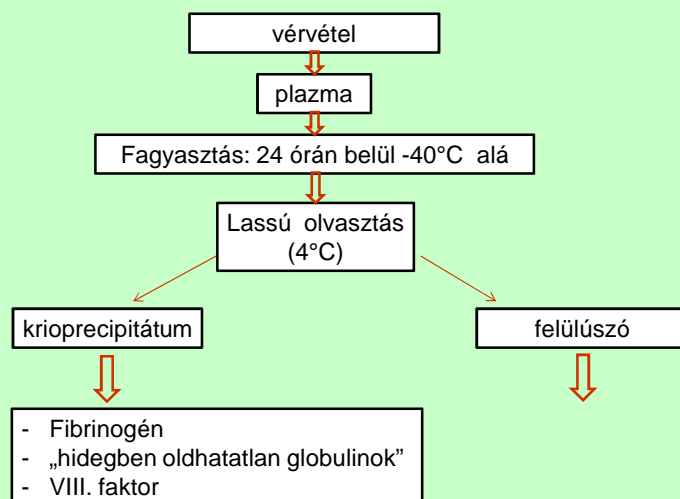 vérvétel
plazma
Fagyasztás: 24 órán belül -40°C alá
Lassú olvasztás
(4°C)
krioprecipitátum
felülúszó
- Fibrinogén
- „hidegben oldhatatlan globulinok”
- VIII. faktor